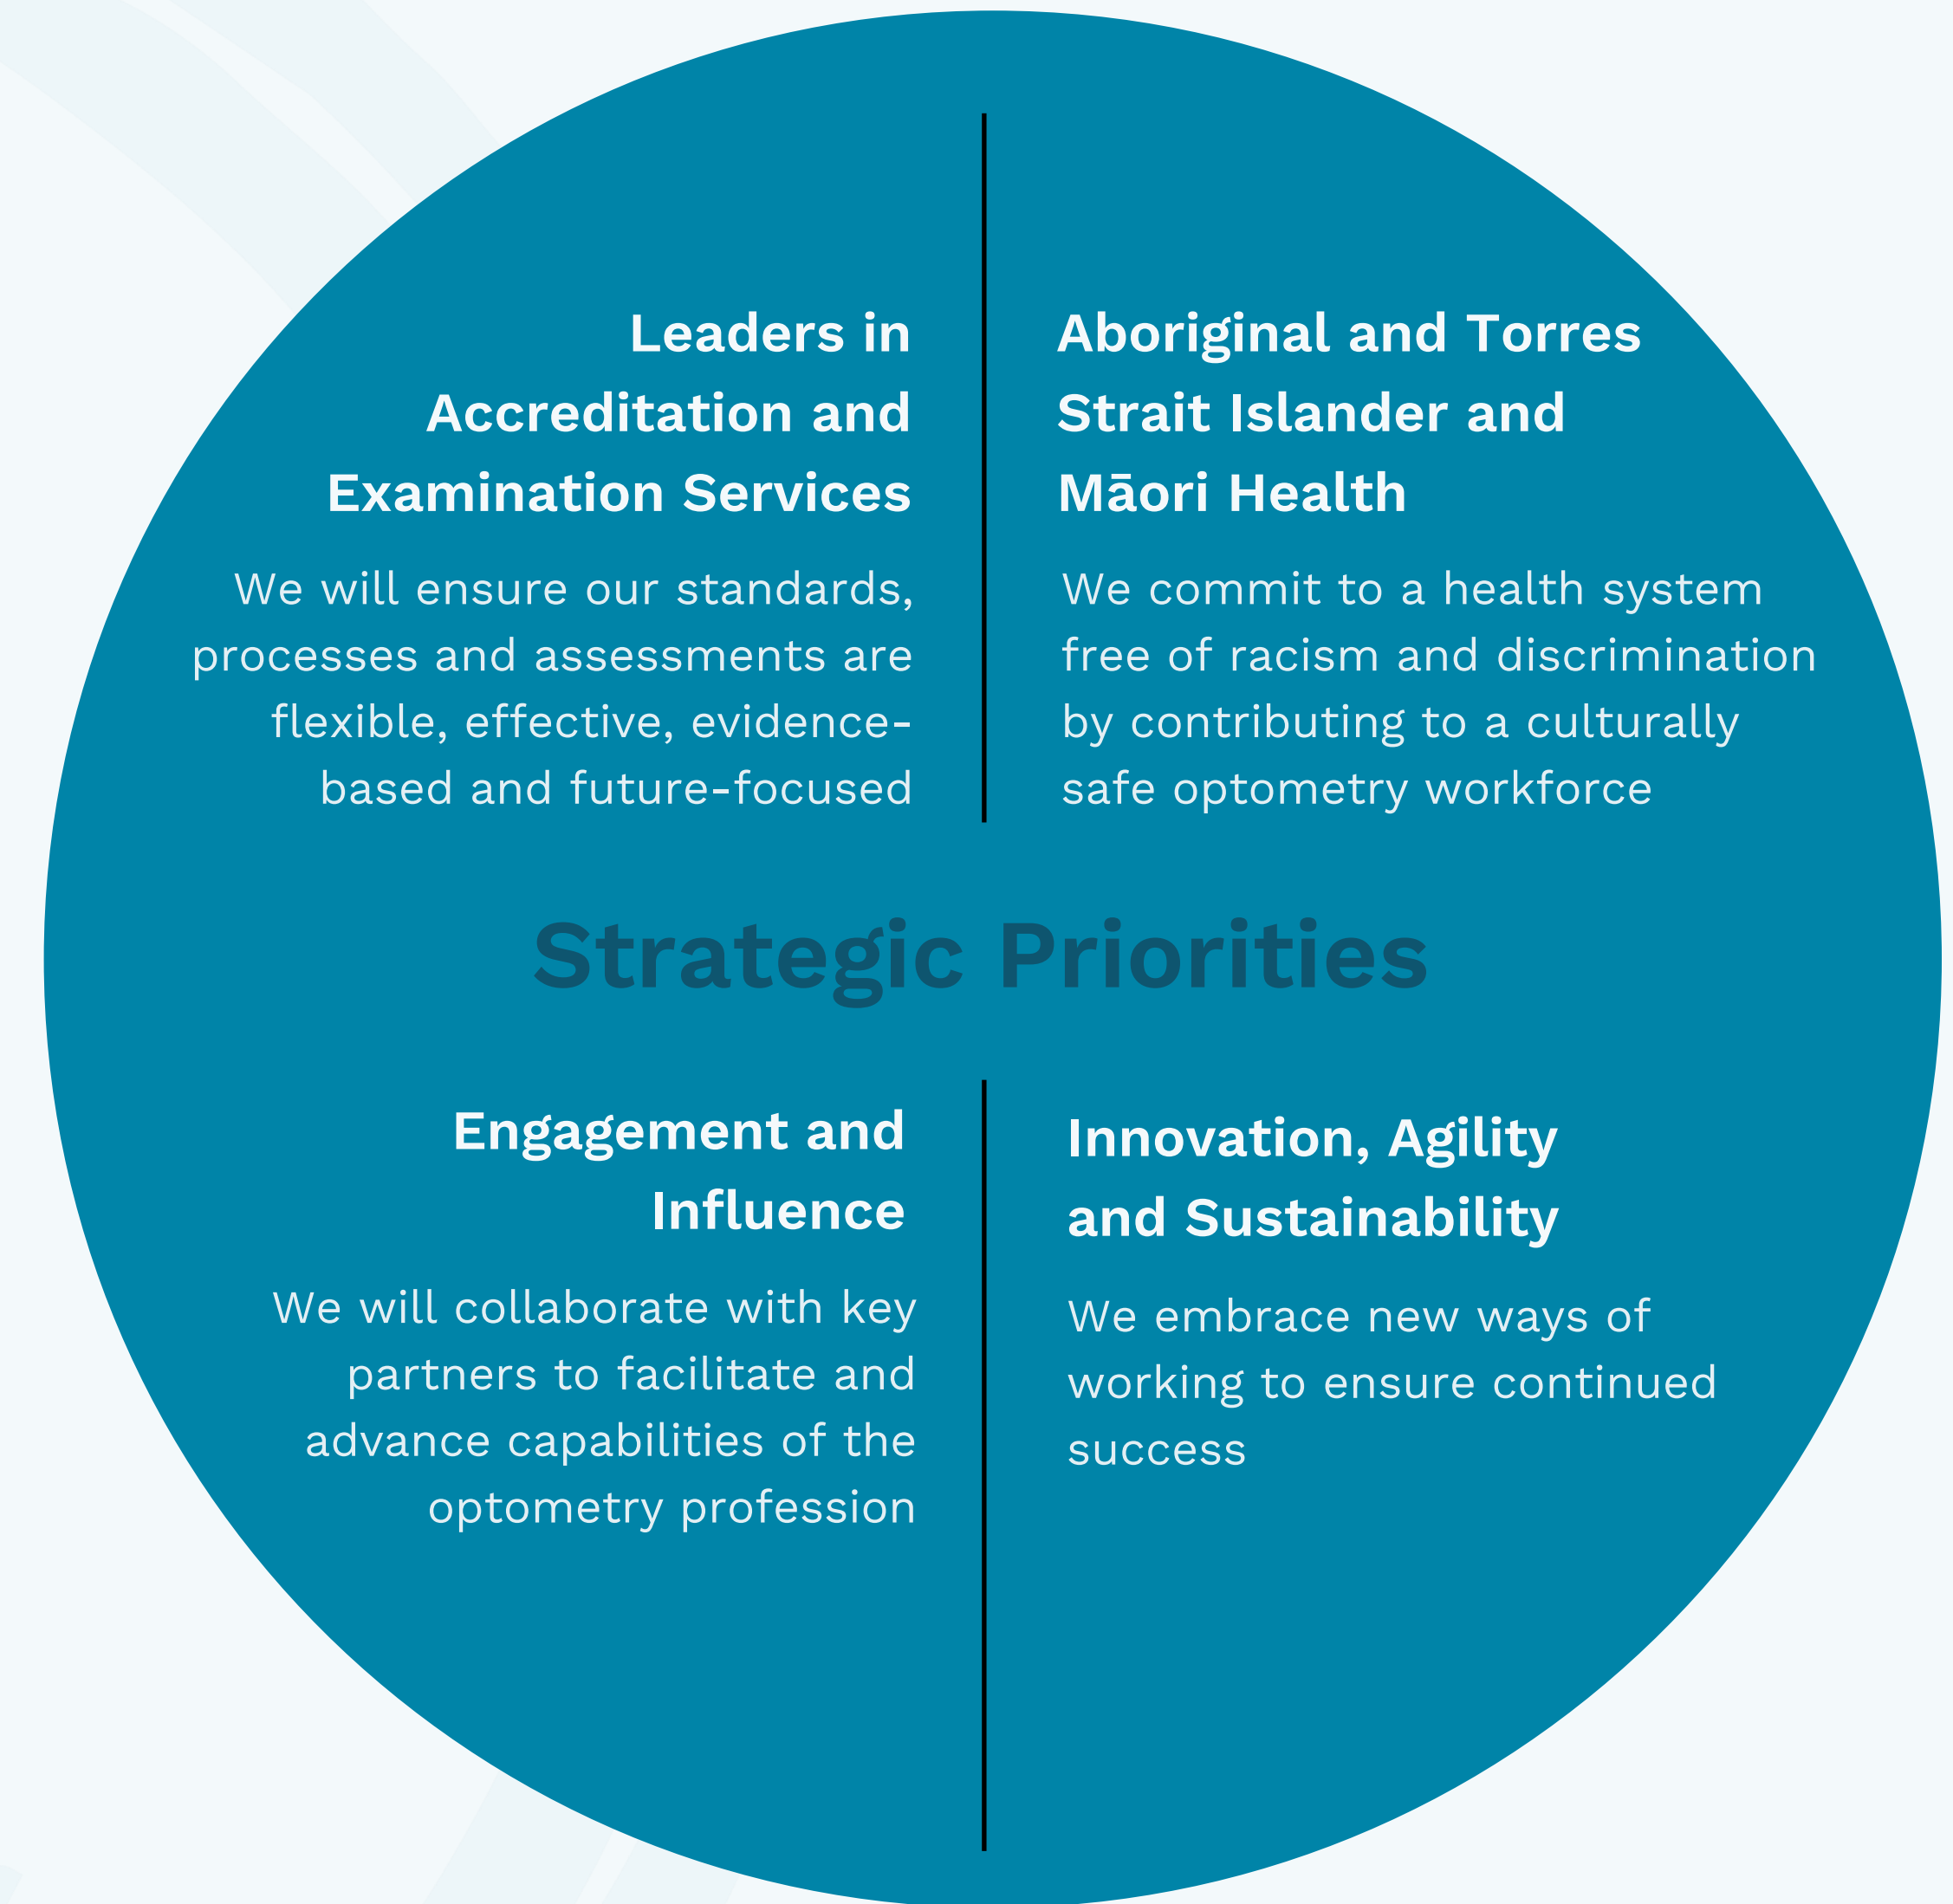 Leaders in
Accreditation and
Examination Services
We will ensure our standards,
processes and assessments are
flexible, effective, evidence-
based and future-focused
Aboriginal and Torres
Strait Islander and
Māori Health
We commit to a health system
free of racism and discrimination
by contributing to a culturally
safe optometry workforce
Strategic Priorities
Engagement and
Influence
We will collaborate with key
partners to facilitate and
advance capabilities of the
optometry profession
Innovation, Agility
and Sustainability
We embrace new ways of
working to ensure continued
success